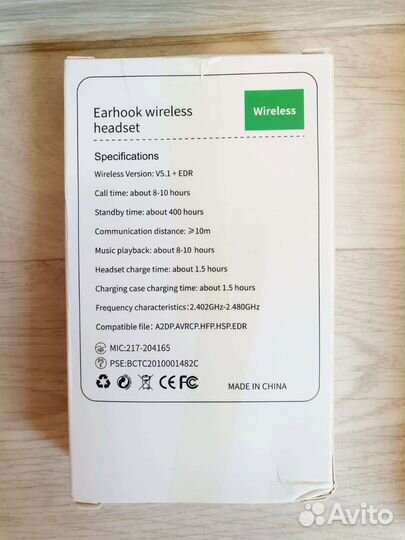 Earhook wireless
headset
Wireless
Specifications
Wireless Version: V5.1 + EDR
Call time: about 8-10 hours
Standby time: about 400 hours
Communication distance: ⩾10m
Music playback: about 8-10 hours
Headset charge time: about 1.5 hours
Charging case charging time: about 1.5 hours
Frequency characteristics:2.402GHz-2.480GHz
Compatible file: A2DP.AVRCP.HFP.HSP.EDR
MIC:217-204165
PSE:BCTC2010001482C
CE FC
MADE IN CHINA
Avito